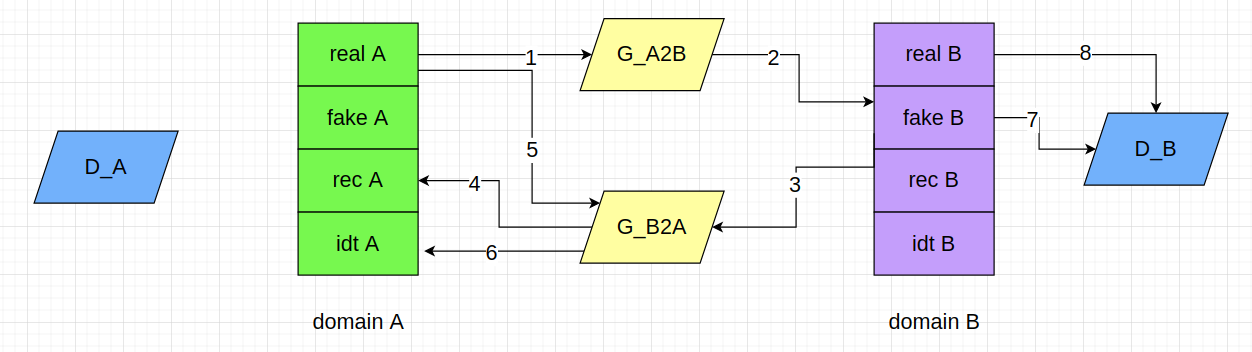 real A
1
G_A2B
2
real B
8
fake A
fake B
7
D_A
5
D_B
rec A
4
3
rec B
G_B2A
idt A
6
idt B
domain A
domain B